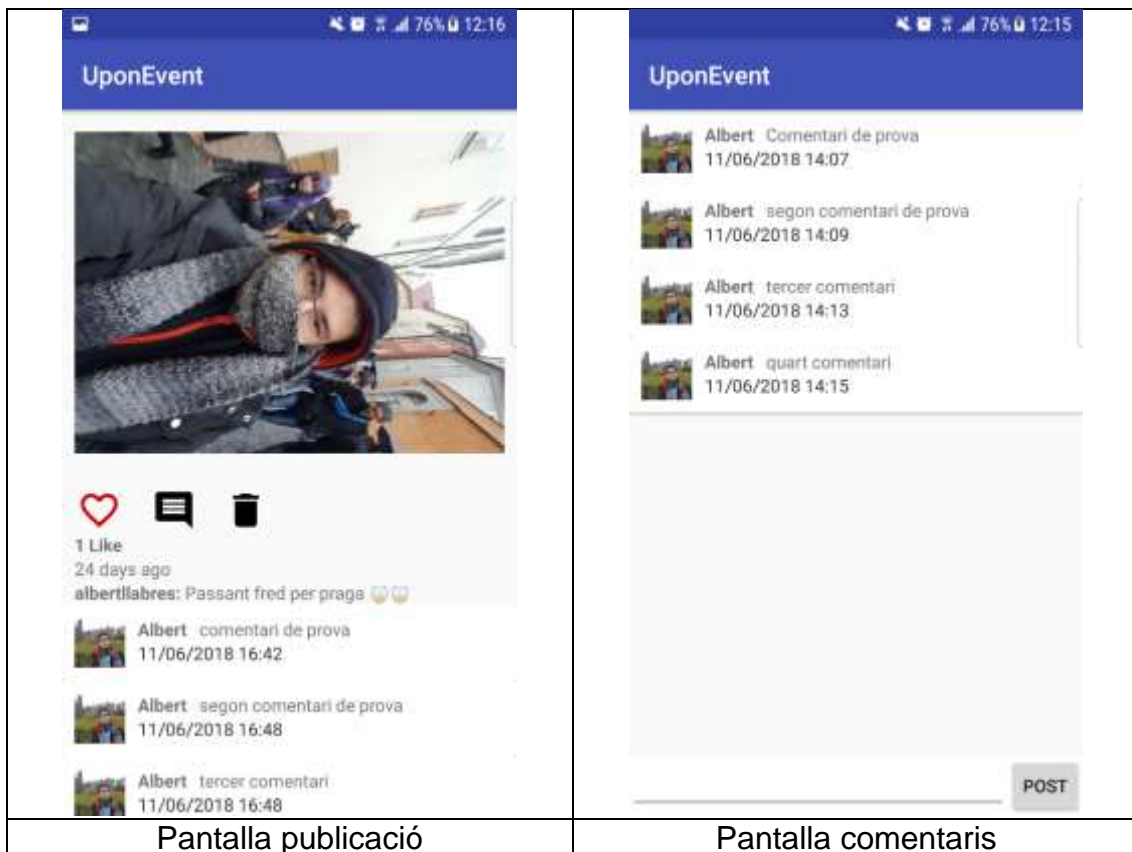 76% 12:16
UponEvent
1 Like
24 days ago
albertllabres: Passant fred per praga
Albert comentari de prova
11/06/2018 16:42
Albert segon comentari de prova
11/06/2018 16:48
Albert tercer comentari
11/06/2018 16:48
Pantalla publicació
76% 12:15
UponEvent
Albert Comentari de prova
11/06/2018 14:07
Albert segon comentari de prova
11/06/2018 14:09
Albert tercer comentari
11/06/2018 14:13
Albert quart comentari
11/06/2018 14:15
POST
Pantalla comentaris